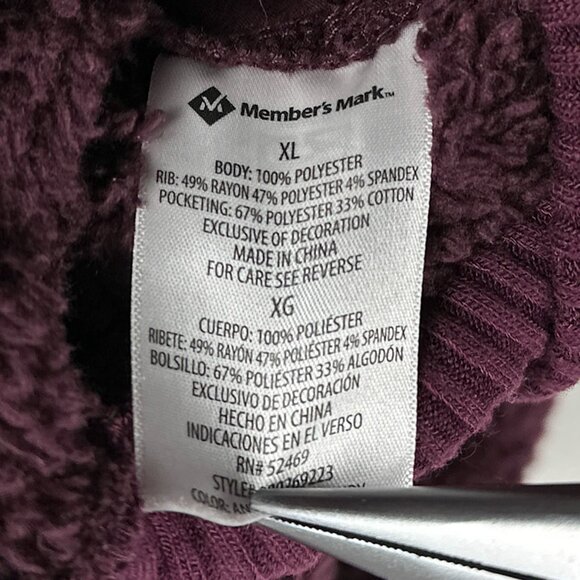 Member's Mark™
XL
BODY: 100% POLYESTER
RIB: 49% RAYON 47% POLYESTER 4% SPANDEX
POCKETING: 67% POLYESTER 33% COTTON
EXCLUSIVE OF DECORATION
MADE IN CHINA
FOR CARE SEE REVERSE
XG
CUERPO: 100% POLIÉSTER
RIBETE: 49% RAYÓN 47% POLIÉSTER 4% SPANDEX
BOLSILLO: 67% POLIÉSTER 33% ALGODÓN
EXCLUSIVO DE DECORACIÓN
HECHO EN CHINA
INDICACIONES EN EL VERSO
RN# 52469
STYLE#
COLOR: